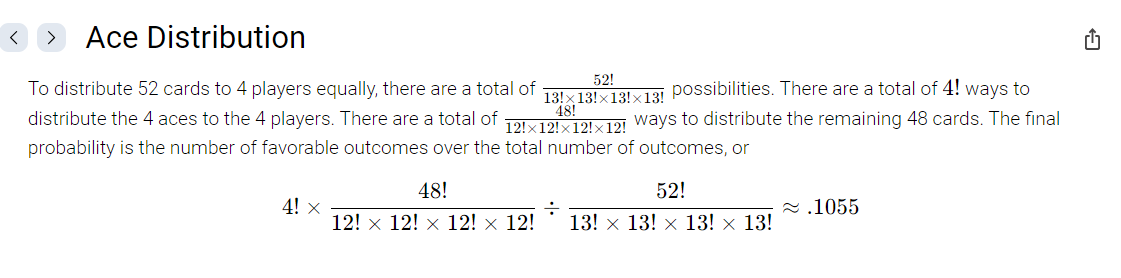 < > Ace Distribution
To distribute 52 cards to 4 players equally, there are a total of 52!/(13!×13!×13!×13!) possibilities. There are a total of 4! ways to
distribute the 4 aces to the 4 players. There are a total of 48!/(12!×12!×12!×12!) ways to distribute the remaining 48 cards. The final
probability is the number of favorable outcomes over the total number of outcomes, or
4! × 48!/(12! × 12! × 12! × 12!) ÷ 52!/(13! × 13! × 13! × 13!) ≈ .1055